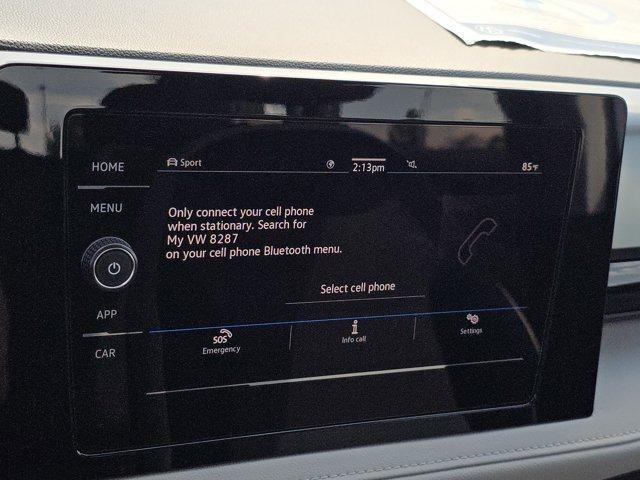 HOME
MENU
APP
CAR
Sport
2:13pm
85°F
Only connect your cell phone
when stationary. Search for
My VW 8287
on your cell phone Bluetooth menu.
Select cell phone
SOS
Emergency
i
Info call
Settings